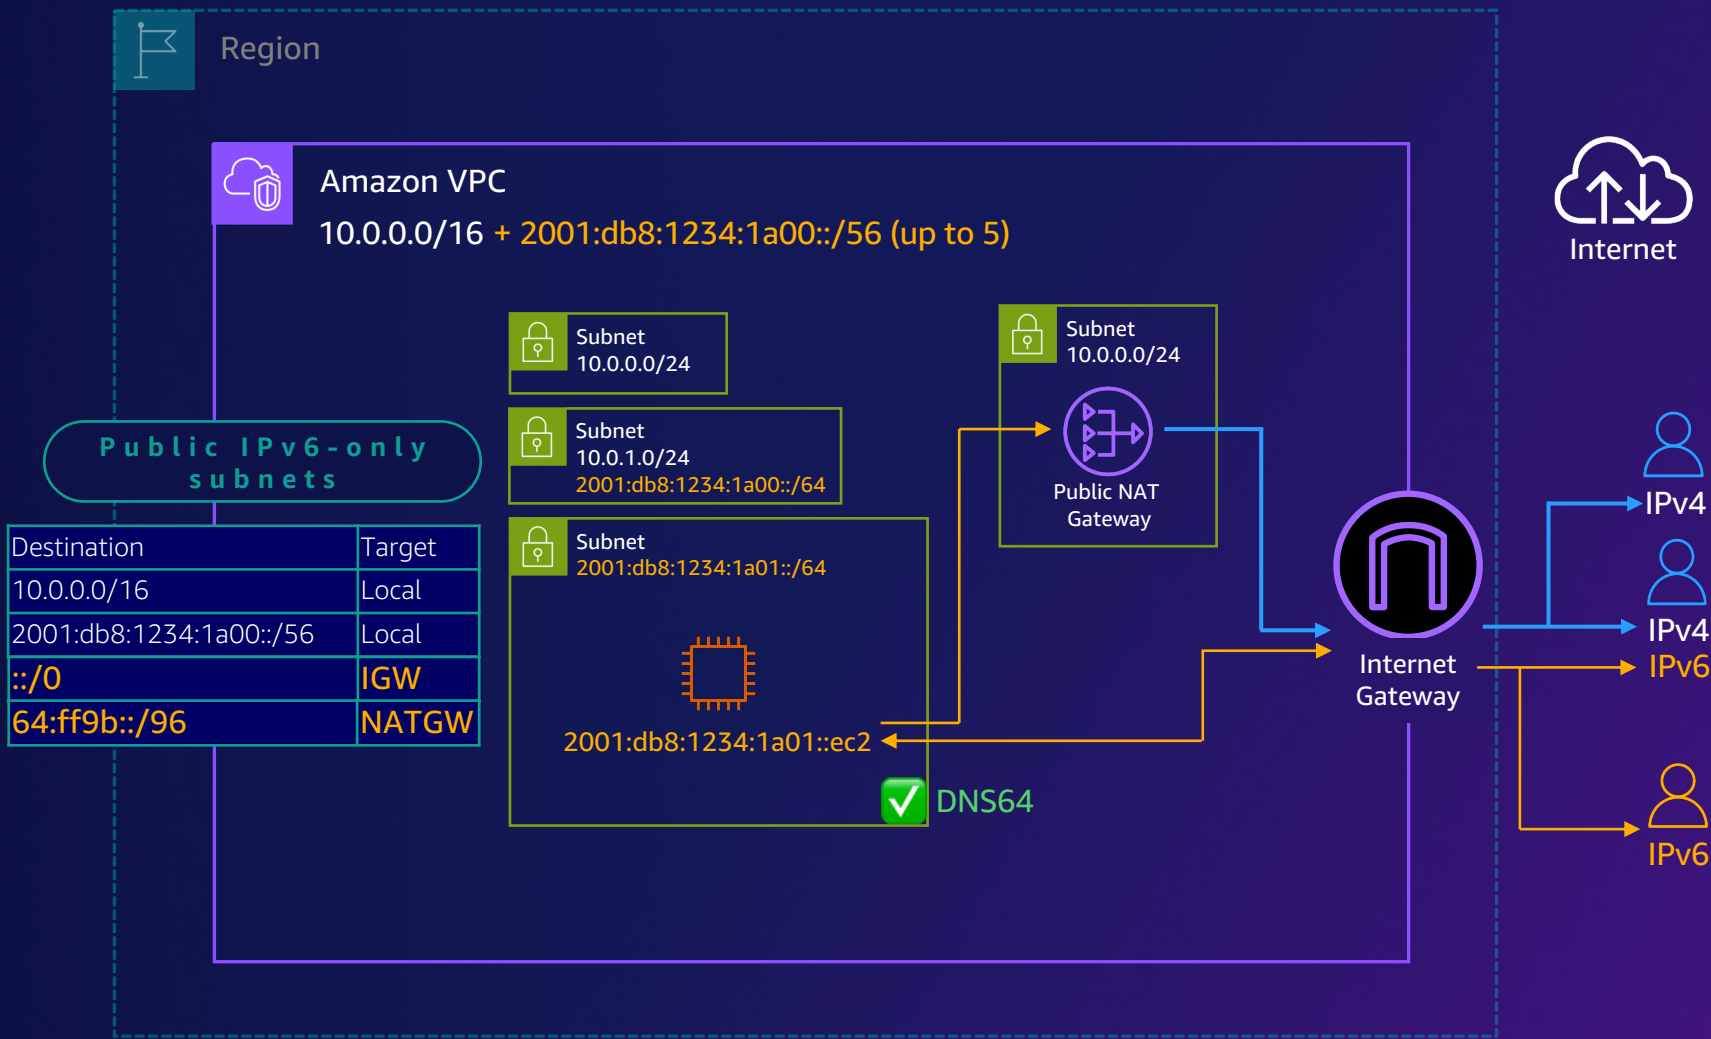 Region
Amazon VPC
10.0.0.0/16 + 2001:db8:1234:1a00::/56 (up to 5)
Internet
Subnet
10.0.0.0/24
Subnet
10.0.1.0/24
2001:db8:1234:1a00::/64
Subnet
2001:db8:1234:1a01::/64
2001:db8:1234:1a01::ec2
DNS64
Subnet
10.0.0.0/24
Public NAT
Gateway
Public IPv6-only
subnets
Destination Target
10.0.0.0/16 Local
2001:db8:1234:1a00::/56 Local
::/0 IGW
64:ff9b::/96 NATGW
Internet
Gateway
IPv4
IPv4
IPv6
IPv6